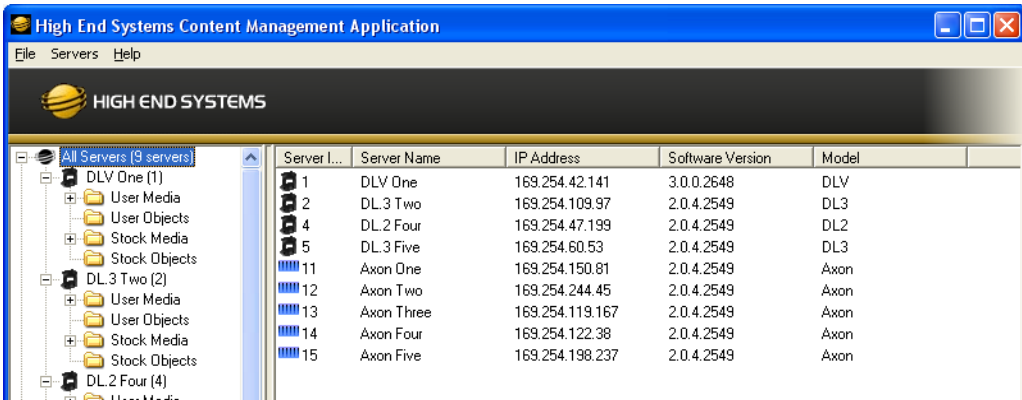 High End Systems Content Management Application
File Servers Help
HIGH END SYSTEMS
All Servers (9 servers)
DLV One (1)
User Media
User Objects
Stock Media
Stock Objects
DL.3 Two (2)
User Media
User Objects
Stock Media
Stock Objects
DL.2 Four (4)
User Media
Server I... Server Name IP Address Software Version Model
1 DLV One 169.254.42.141 3.0.0.2648 DLV
2 DL.3 Two 169.254.109.97 2.0.4.2549 DL3
4 DL.2 Four 169.254.47.199 2.0.4.2549 DL2
5 DL.3 Five 169.254.60.53 2.0.4.2549 DL3
11 Axon One 169.254.150.81 2.0.4.2549 Axon
12 Axon Two 169.254.244.45 2.0.4.2549 Axon
13 Axon Three 169.254.119.167 2.0.4.2549 Axon
14 Axon Four 169.254.122.38 2.0.4.2549 Axon
15 Axon Five 169.254.198.237 2.0.4.2549 Axon